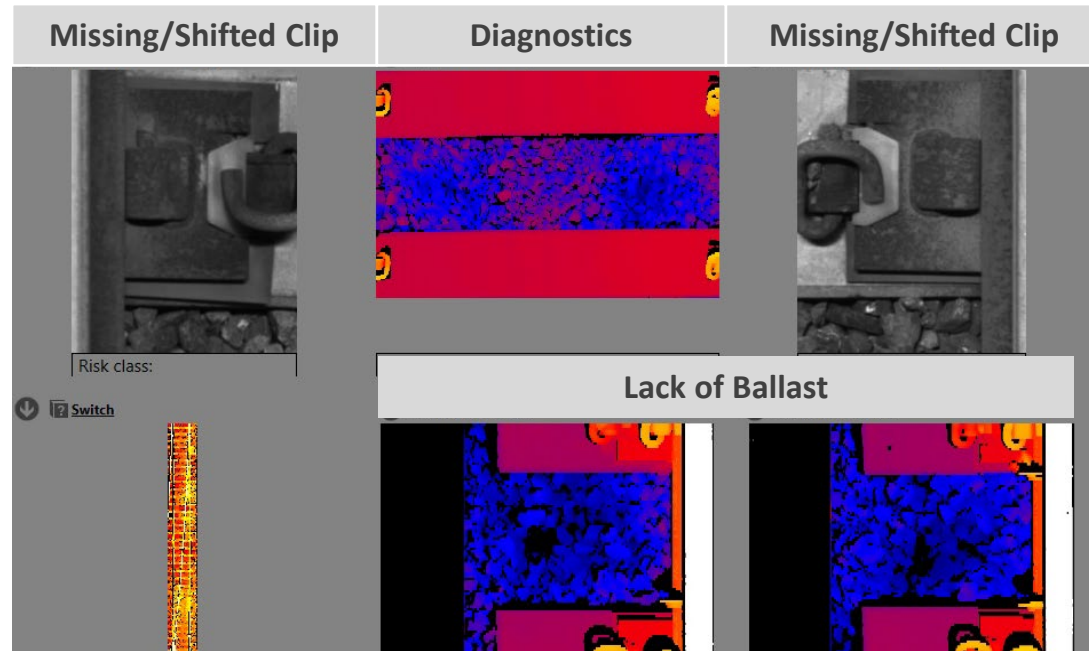 Missing/Shifted Clip
Diagnostics
Missing/Shifted Clip
Risk class:
Lack of Ballast
Switch